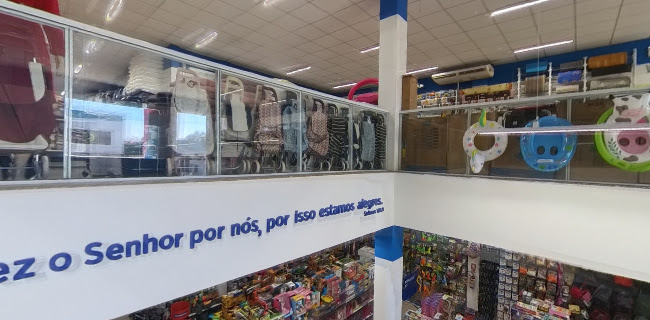 ez o Senhor por nós, por isso estamos alegres.